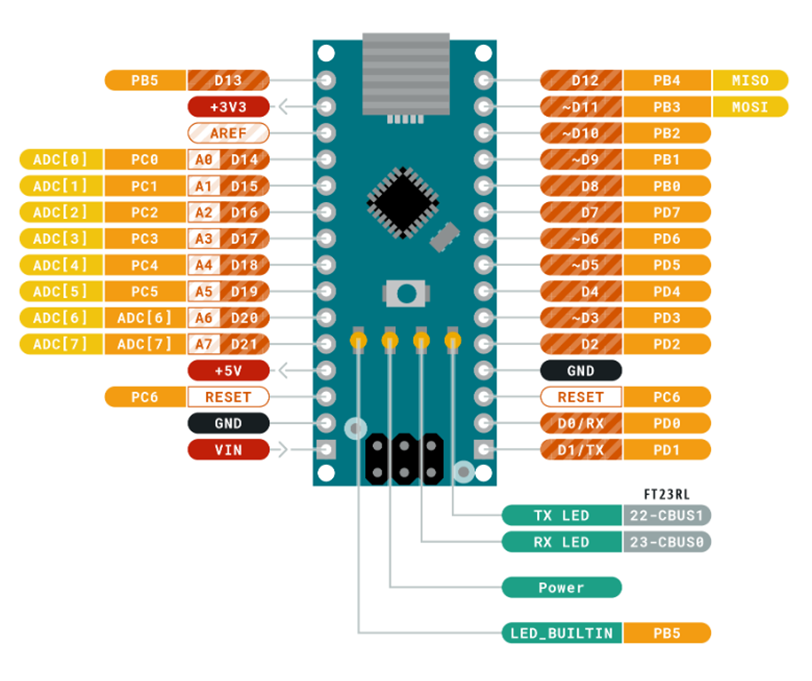 PB5 D13 D12 PB4 MISO
+3V3 ~D11 PB3 MOSI
AREF ~D10 PB2
ADC[0] PC0 A0 D14 ~D9 PB1
ADC[1] PC1 A1 D15 D8 PB0
ADC[2] PC2 A2 D16 D7 PD7
ADC[3] PC3 A3 D17 ~D6 PD6
ADC[4] PC4 A4 D18 ~D5 PD5
ADC[5] PC5 A5 D19 D4 PD4
ADC[6] ADC[6] A6 D20 ~D3 PD3
ADC[7] ADC[7] A7 D21 D2 PD2
+5V GND
PC6 RESET RESET PC6
GND D0/RX PD0
VIN D1/TX PD1
FT23RL
TX LED 22-CBUS1
RX LED 23-CBUS0
Power
LED_BUILTIN PB5